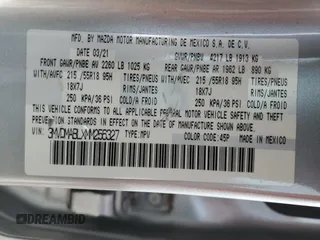 MFD. BY MAZDA MOTOR MANUFACTURING DE MEXICO S.A. DE C.V.
DATE 03/21 GVWR/PNBV 4217 LB 1913 KG
FRONT GAWR/PNBE AV 2260 LB 1025 KG REAR GAWR/PNBE AR 1962 LB 890 KG
WITH/AVEC 215/55R18 95H TIRES/PNEUS WITH/AVEC 215/55R18 95H TIRES/PNEUS
18X7J RIMS/JANTES 18X7J RIMS/JANTES
250 KPA/36 PSI COLD/A FROID 250 KPA/36 PSI COLD/A FROID
THIS VEHICLE CONFORMS TO ALL APPLICABLE U.S. FEDERAL MOTOR VEHICLE SAFETY, BUMPER, AND THEFT
PREVENTION STANDARDS IN EFFECT ON THE DATE OF MANUFACTURE SHOWN ABOVE.
TYPE: MPV
COLOR CODE: 45P MADE IN MEXICO
DREAMBID